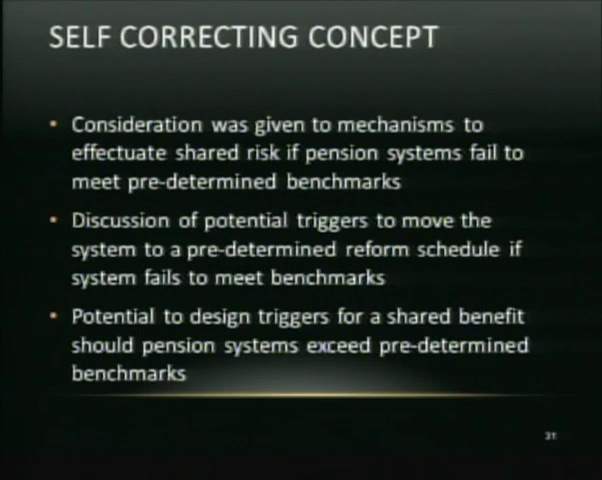 SELF CORRECTING CONCEPT
• Consideration was given to mechanisms to
effectuate shared risk if pension systems fail to
meet pre-determined benchmarks
• Discussion of potential triggers to move the
system to a pre-determined reform schedule if
system fails to meet benchmarks
• Potential to design triggers for a shared benefit
should pension systems exceed pre-determined
benchmarks
31